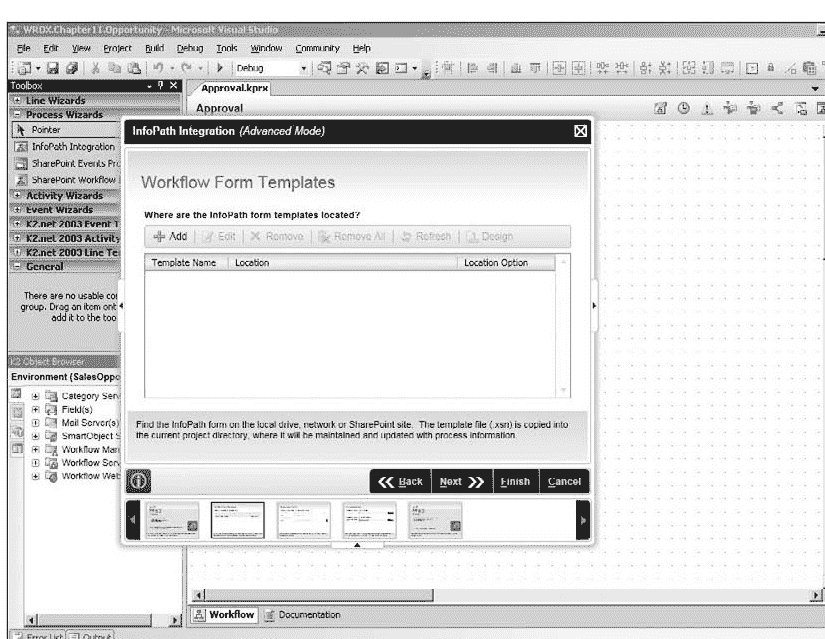 WRDX.Chapter11.Opportunity - Microsoft Visual Studio
File Edit View Project Build Debug Tools Window Community Help
Debug
Toolbox
Line Wizards
Process Wizards
Pointer
InfoPath Integration
SharePoint Events Pro
SharePoint Workflow
Activity Wizards
Event Wizards
K2.net 2003 Event T
K2.net 2003 Activity
K2.net 2003 Line Te
General
There are no usable con
group. Drag an item ont
add it to the too
K2 Object Browser
Environment (SalesOppo
Category Serv
Field(s)
Mail Server(s)
SmartObject S
Workflow Man
Workflow Serv
Workflow Web
Approval.kprx
Approval
InfoPath Integration (Advanced Mode)
Workflow Form Templates
Where are the InfoPath form templates located?
Add Edit Remove Remove All Refresh Design
Template Name Location Location Option
Find the InfoPath form on the local drive, network or SharePoint site. The template file (.xsn) is copied into
the current project directory, where it will be maintained and updated with process information
Back Next Finish Cancel
Workflow Documentation
Error List Output